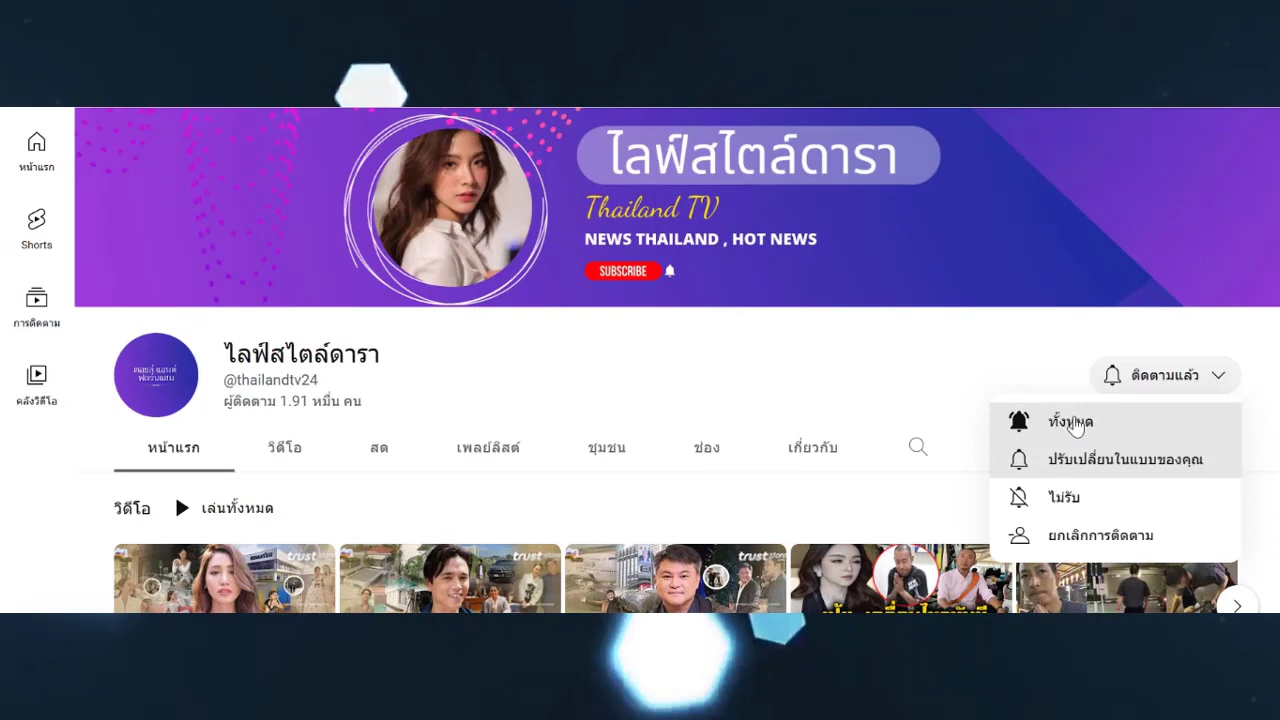 ไลฟ์สไตล์ดารา
Thailand TV
NEWS THAILAND , HOT NEWS
SUBSCRIBE
หน้าแรก
Shorts
การติดตาม
คลังวิดีโอ
ไลฟ์สไตล์ดารา
@thailandtv24
ผู้ติดตาม 1.91 หมื่น คน
ติดตามแล้ว
ทั้งหมด
ปรับเปลี่ยนในแบบของคุณ
ไม่รับ
ยกเลิกการติดตาม
หน้าแรก วิดีโอ สด เพลย์ลิสต์ ชุมชน ช่อง เกี่ยวกับ
วิดีโอ เล่นทั้งหมด
trust
trust
trust